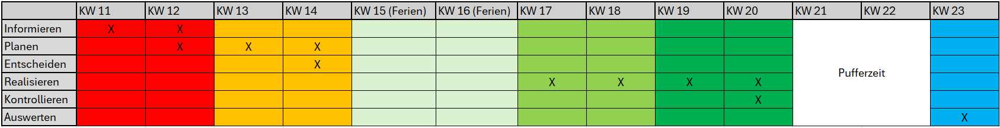 KW 11 KW 12 KW 13 KW 14 KW 15 (Ferien) KW 16 (Ferien) KW 17 KW 18 KW 19 KW 20 KW 21 KW 22 KW 23
Informieren X X
Planen X X X
Entscheiden X
Realisieren X X X X
Pufferzeit
Kontrollieren X
Auswerten X